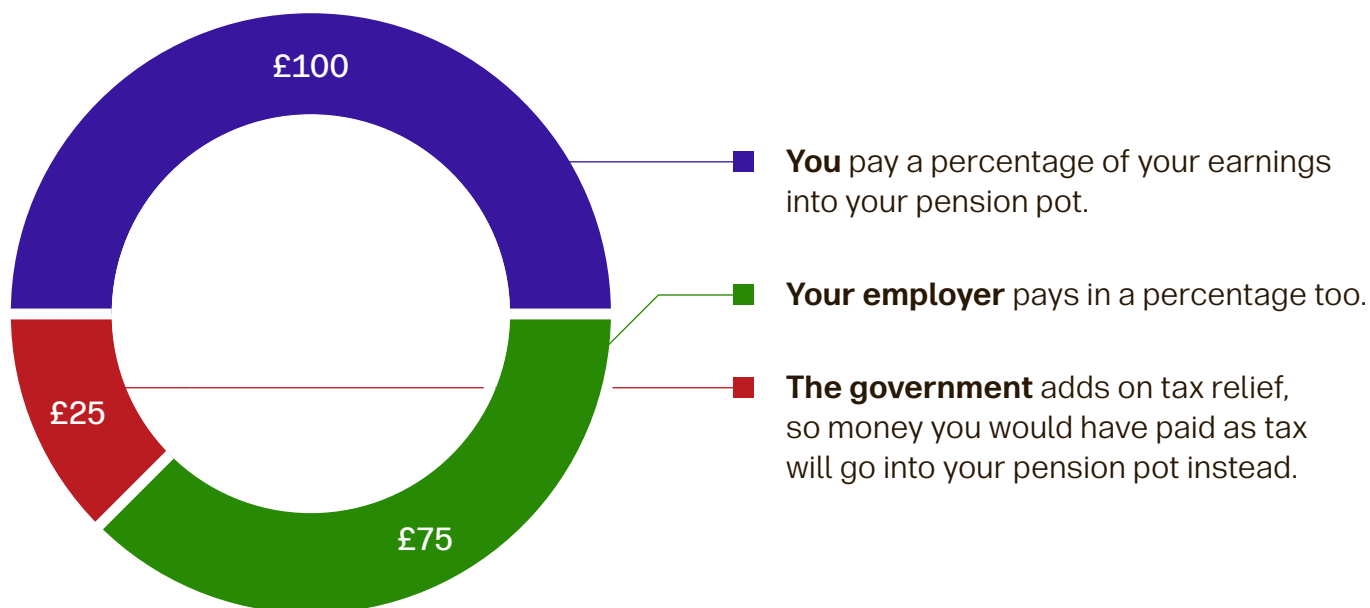 £100
You pay a percentage of your earnings
into your pension pot.
Your employer pays in a percentage too.
The government adds on tax relief,
so money you would have paid as tax
will go into your pension pot instead.
£25
£75